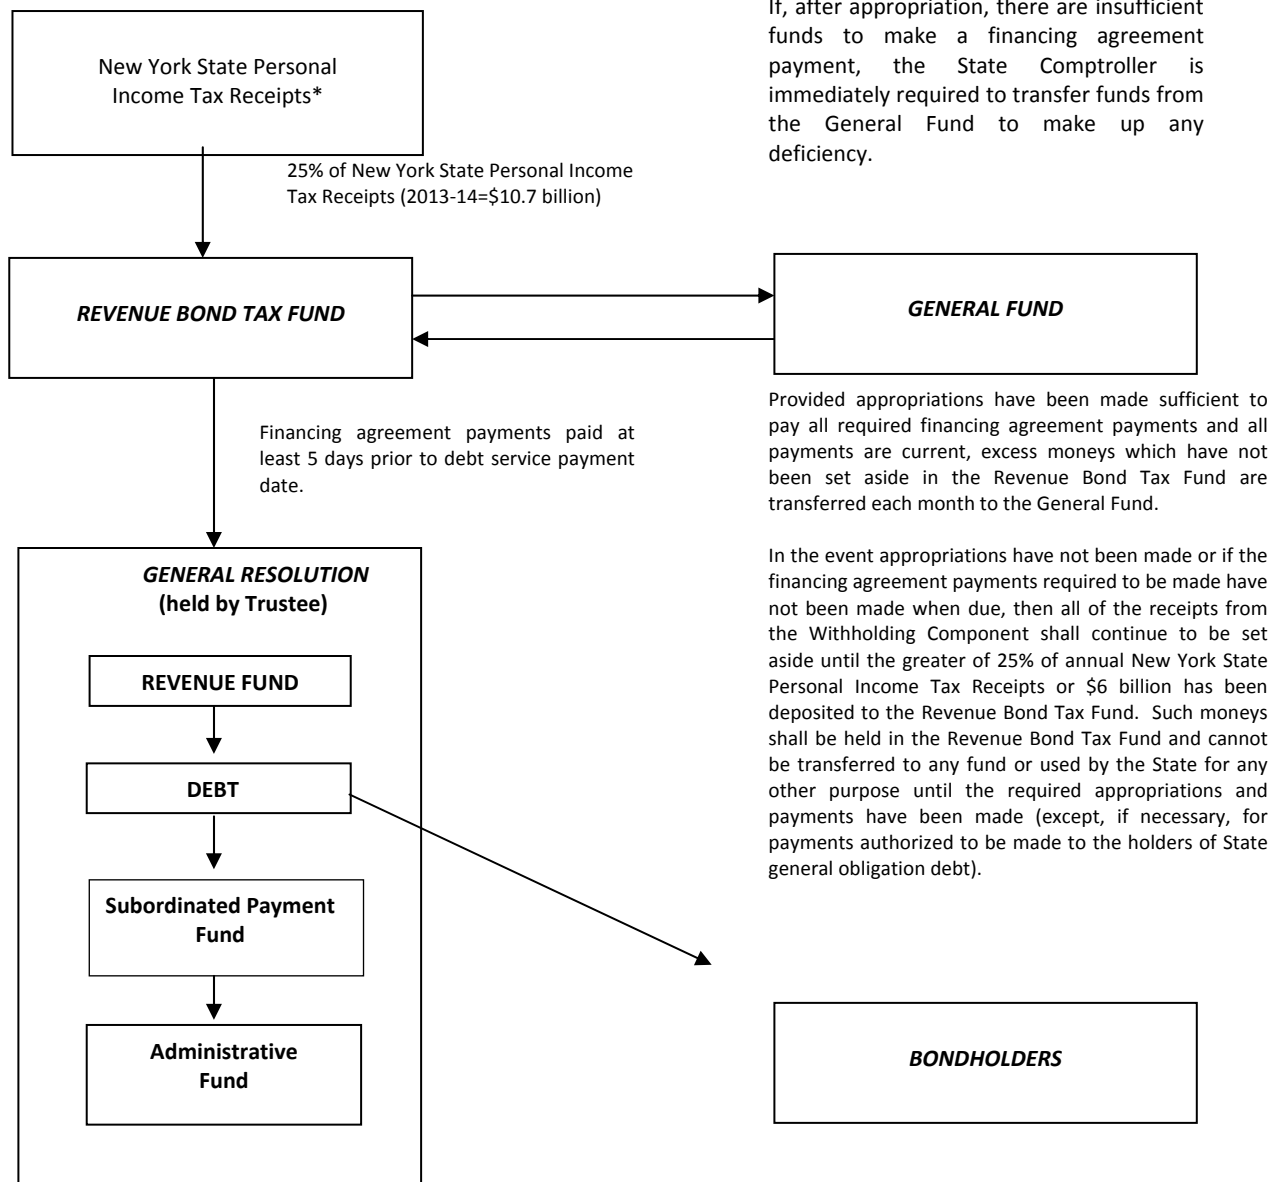 New York State Personal
Income Tax Receipts*
If, after appropriation, there are insufficient
funds to make a financing agreement
payment, the State Comptroller is
immediately required to transfer funds from
the General Fund to make up any
deficiency.
25% of New York State Personal Income
Tax Receipts (2013-14=$10.7 billion)
REVENUE BOND TAX FUND
GENERAL FUND
Financing agreement payments paid at
least 5 days prior to debt service payment
date.
Provided appropriations have been made sufficient to
pay all required financing agreement payments and all
payments are current, excess moneys which have not
been set aside in the Revenue Bond Tax Fund are
transferred each month to the General Fund.
In the event appropriations have not been made or if the
financing agreement payments required to be made have
not been made when due, then all of the receipts from
the Withholding Component shall continue to be set
aside until the greater of 25% of annual New York State
Personal Income Tax Receipts or $6 billion has been
deposited to the Revenue Bond Tax Fund. Such moneys
shall be held in the Revenue Bond Tax Fund and cannot
be transferred to any fund or used by the State for any
other purpose until the required appropriations and
payments have been made (except, if necessary, for
payments authorized to be made to the holders of State
general obligation debt).
GENERAL RESOLUTION
(held by Trustee)
REVENUE FUND
DEBT
Subordinated Payment
Fund
Administrative
Fund
BONDHOLDERS